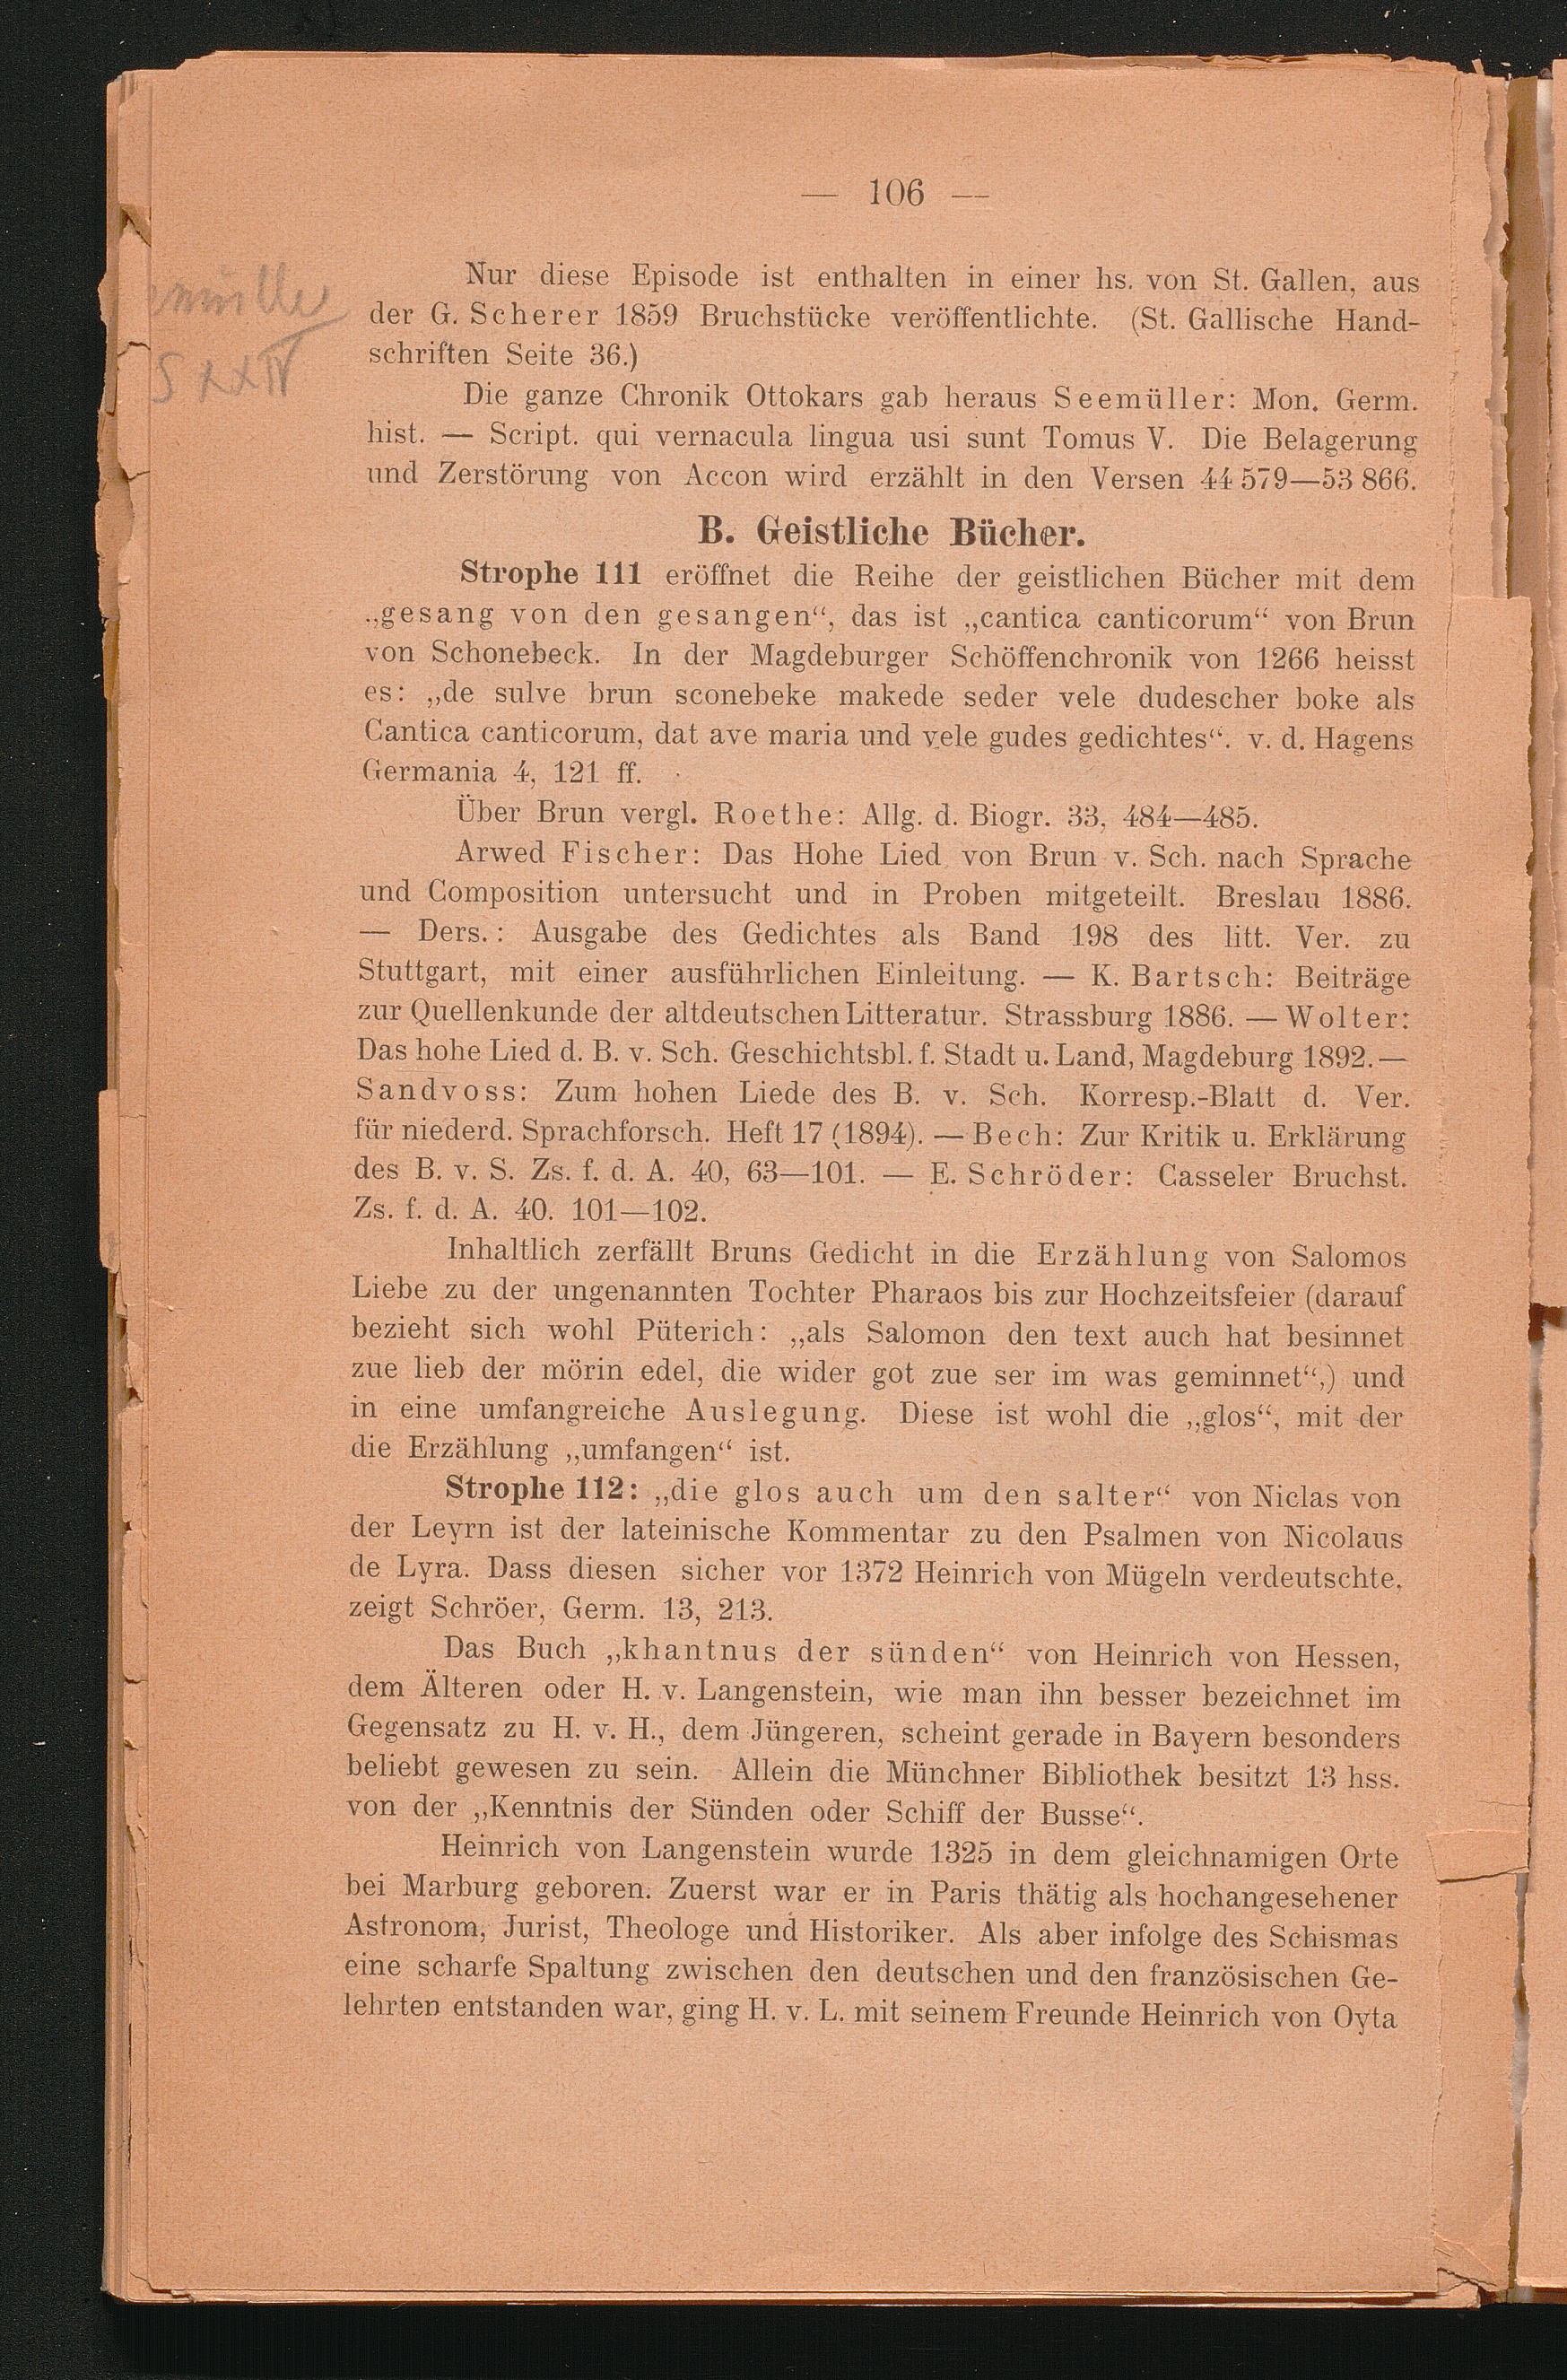 — 106 —
Nur diese Episode ist enthalten in einer hs. von St. Gallen, aus
der G. Scherer 1859 Bruchstücke veröffentlichte. (St. Gallische Hand-
schriften Seite 36.)
S XXIV
Die ganze Chronik Ottokars gab heraus Seemüller: Mon. Germ.
hist. — Script. qui vernacula lingua usi sunt Tomus V. Die Belagerung
und Zerstörung von Accon wird erzählt in den Versen 44 579—53 866.
B. Geistliche Bücher.
Strophe 111 eröffnet die Reihe der geistlichen Bücher mit dem
„gesang von den gesangen“, das ist „cantica canticorum“ von Brun
von Schonebeck. In der Magdeburger Schöffenchronik von 1266 heisst
es: „de sulve brun sconebeke makede seder vele dudescher boke als
Cantica canticorum, dat ave maria und vele gudes gedichtes“. v. d. Hagens
Germania 4, 121 ff.
Über Brun vergl. Roethe: Allg. d. Biogr. 33, 484—485.
Arwed Fischer: Das Hohe Lied von Brun v. Sch. nach Sprache
und Composition untersucht und in Proben mitgeteilt. Breslau 1886.
— Ders.: Ausgabe des Gedichtes als Band 198 des litt. Ver. zu
Stuttgart, mit einer ausführlichen Einleitung. — K. Bartsch: Beiträge
zur Quellenkunde der altdeutschen Litteratur. Strassburg 1886. — Wolter:
Das hohe Lied d. B. v. Sch. Geschichtsbl. f. Stadt u. Land, Magdeburg 1892. —
Sandvoss: Zum hohen Liede des B. v. Sch. Korresp.-Blatt d. Ver.
für niederd. Sprachforsch. Heft 17 (1894). — Bech: Zur Kritik u. Erklärung
des B. v. S. Zs. f. d. A. 40, 63—101. — E. Schröder: Casseler Bruchst.
Zs. f. d. A. 40. 101—102.
Inhaltlich zerfällt Bruns Gedicht in die Erzählung von Salomos
Liebe zu der ungenannten Tochter Pharaos bis zur Hochzeitsfeier (darauf
bezieht sich wohl Püterich: „als Salomon den text auch hat besinnet
zue lieb der mörin edel, die wider got zue ser im was geminnet“,) und
in eine umfangreiche Auslegung. Diese ist wohl die „glos“, mit der
die Erzählung „umfangen“ ist.
Strophe 112: „die glos auch um den salter“ von Niclas von
der Leyrn ist der lateinische Kommentar zu den Psalmen von Nicolaus
de Lyra. Dass diesen sicher vor 1372 Heinrich von Mügeln verdeutschte,
zeigt Schröer, Germ. 13, 213.
Das Buch „khantnus der sünden“ von Heinrich von Hessen,
dem Älteren oder H. v. Langenstein, wie man ihn besser bezeichnet im
Gegensatz zu H. v. H., dem Jüngeren, scheint gerade in Bayern besonders
beliebt gewesen zu sein. Allein die Münchner Bibliothek besitzt 13 hss.
von der „Kenntnis der Sünden oder Schiff der Busse“.
Heinrich von Langenstein wurde 1325 in dem gleichnamigen Orte
bei Marburg geboren. Zuerst war er in Paris thätig als hochangesehener
Astronom, Jurist, Theologe und Historiker. Als aber infolge des Schismas
eine scharfe Spaltung zwischen den deutschen und den französischen Ge-
lehrten entstanden war, ging H. v. L. mit seinem Freunde Heinrich von Oyta